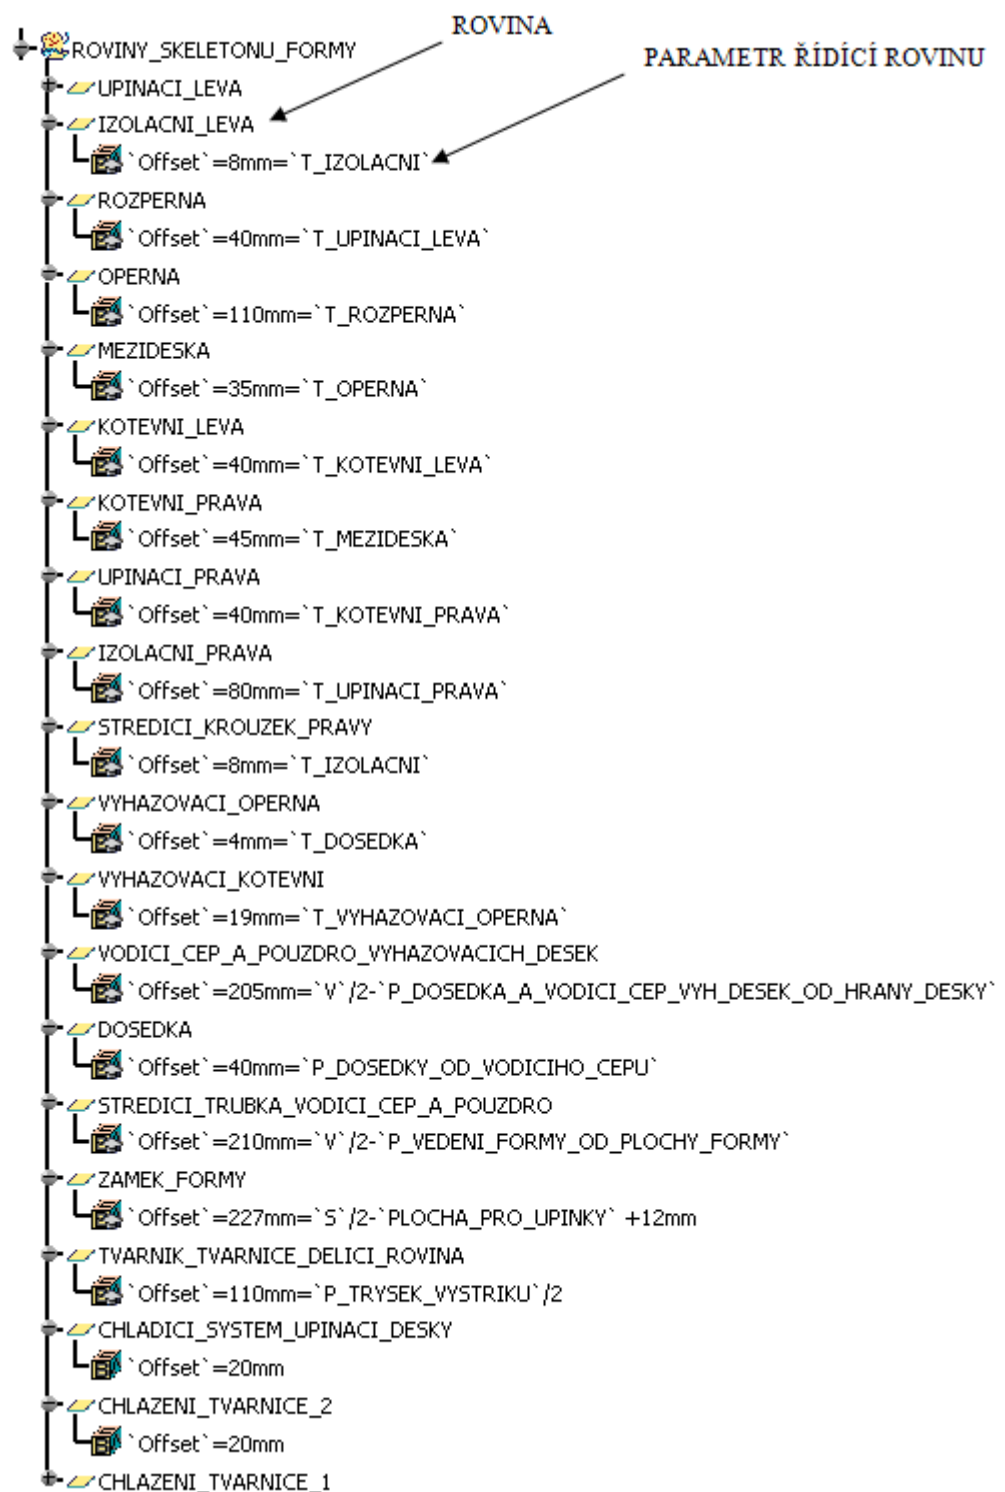 ROVINA
ROVINY_SKELETONU_FORMY
PARAMETR ŘÍDÍCÍ ROVINU
UPINACI_LEVA
IZOLACNI_LEVA
`Offset`=8mm=`T_IZOLACNI`
ROZPERNA
`Offset`=40mm=`T_UPINACI_LEVA`
OPERNA
`Offset`=110mm=`T_ROZPERNA`
MEZIDESKA
`Offset`=35mm=`T_OPERNA`
KOTEVNI_LEVA
`Offset`=40mm=`T_KOTEVNI_LEVA`
KOTEVNI_PRAVA
`Offset`=45mm=`T_MEZIDESKA`
UPINACI_PRAVA
`Offset`=40mm=`T_KOTEVNI_PRAVA`
IZOLACNI_PRAVA
`Offset`=80mm=`T_UPINACI_PRAVA`
STREDICI_KROUZEK_PRAVY
`Offset`=8mm=`T_IZOLACNI`
VYHAZOVACI_OPERNA
`Offset`=4mm=`T_DOSEDKA`
VYHAZOVACI_KOTEVNI
`Offset`=19mm=`T_VYHAZOVACI_OPERNA`
VODICI_CEP_A_POUZDRO_VYHAZOVACICH_DESEK
`Offset`=205mm=`V`/2-`P_DOSEDKA_A_VODICI_CEP_VYH_DESEK_OD_HRANY_DESKY`
DOSEDKA
`Offset`=40mm=`P_DOSEDKY_OD_VODICIHO_CEPU`
STREDICI_TRUBKA_VODICI_CEP_A_POUZDRO
`Offset`=210mm=`V`/2-`P_VEDENI_FORMY_OD_PLOCHY_FORMY`
ZAMEK_FORMY
`Offset`=227mm=`S`/2-`PLOCHA_PRO_UPINKY` +12mm
TVARNIK_TVARNICE_DELICI_ROVINA
`Offset`=110mm=`P_TRYSEK_VYSTRIKU`/2
CHLADICI_SYSTEM_UPINACI_DESKY
`Offset`=20mm
CHLAZENI_TVARNICE_2
`Offset`=20mm
CHLAZENI_TVARNICE_1